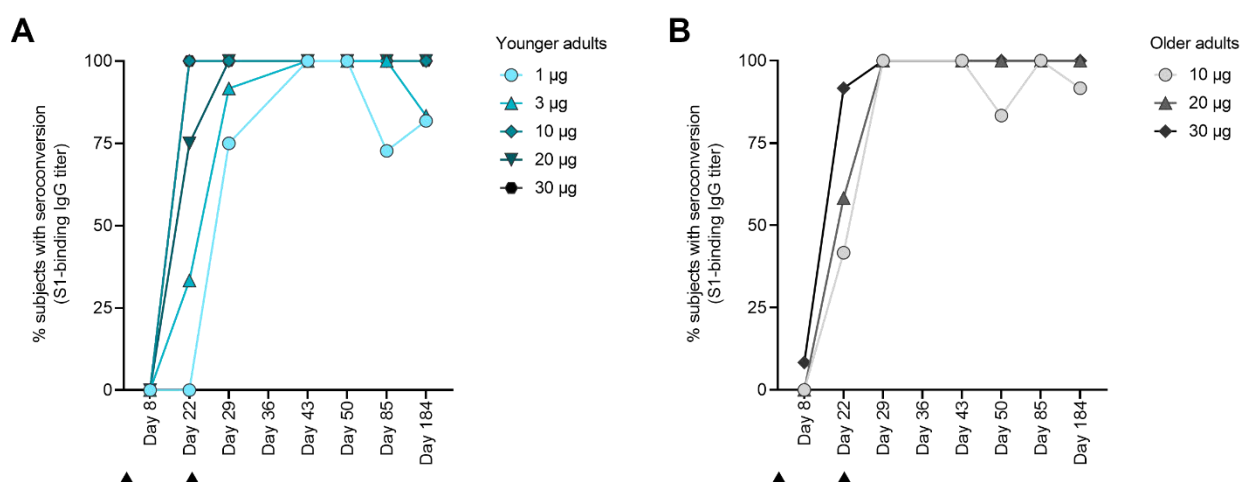 A
% subjects with seroconversion
(S1-binding IgG titer)
100
75
50
25
0
Day 8
Day 22
Day 29
Day 36
Day 43
Day 50
Day 85
Day 184
Younger adults
1 µg
3 µg
10 µg
20 µg
30 µg
B
% subjects with seroconversion
(S1-binding IgG titer)
100
75
50
25
0
Day 8
Day 22
Day 29
Day 36
Day 43
Day 50
Day 85
Day 184
Older adults
10 µg
20 µg
30 µg